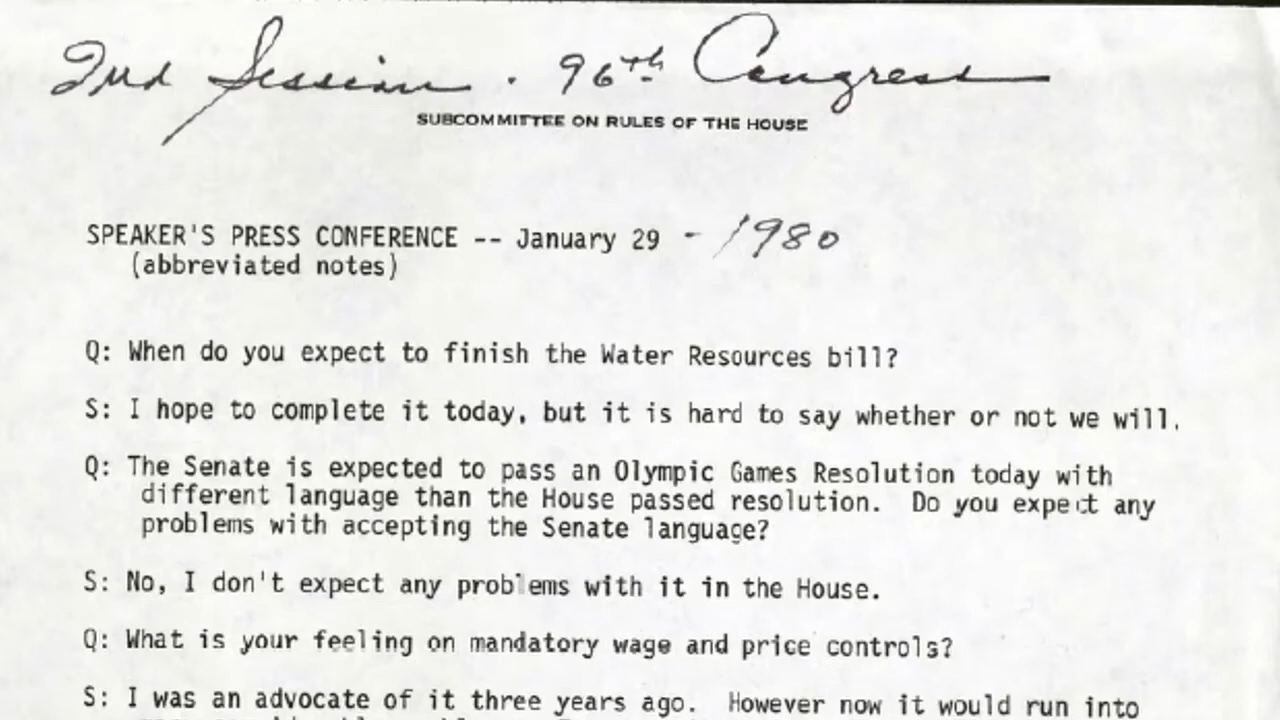 2nd Session . 96th Congress
SUBCOMMITTEE ON RULES OF THE HOUSE
SPEAKER'S PRESS CONFERENCE -- January 29 - 1980
(abbreviated notes)
Q: When do you expect to finish the Water Resources bill?
S: I hope to complete it today, but it is hard to say whether or not we will.
Q: The Senate is expected to pass an Olympic Games Resolution today with
different language than the House passed resolution. Do you expect any
problems with accepting the Senate language?
S: No, I don't expect any problems with it in the House.
Q: What is your feeling on mandatory wage and price controls?
S: I was an advocate of it three years ago. However now it would run into